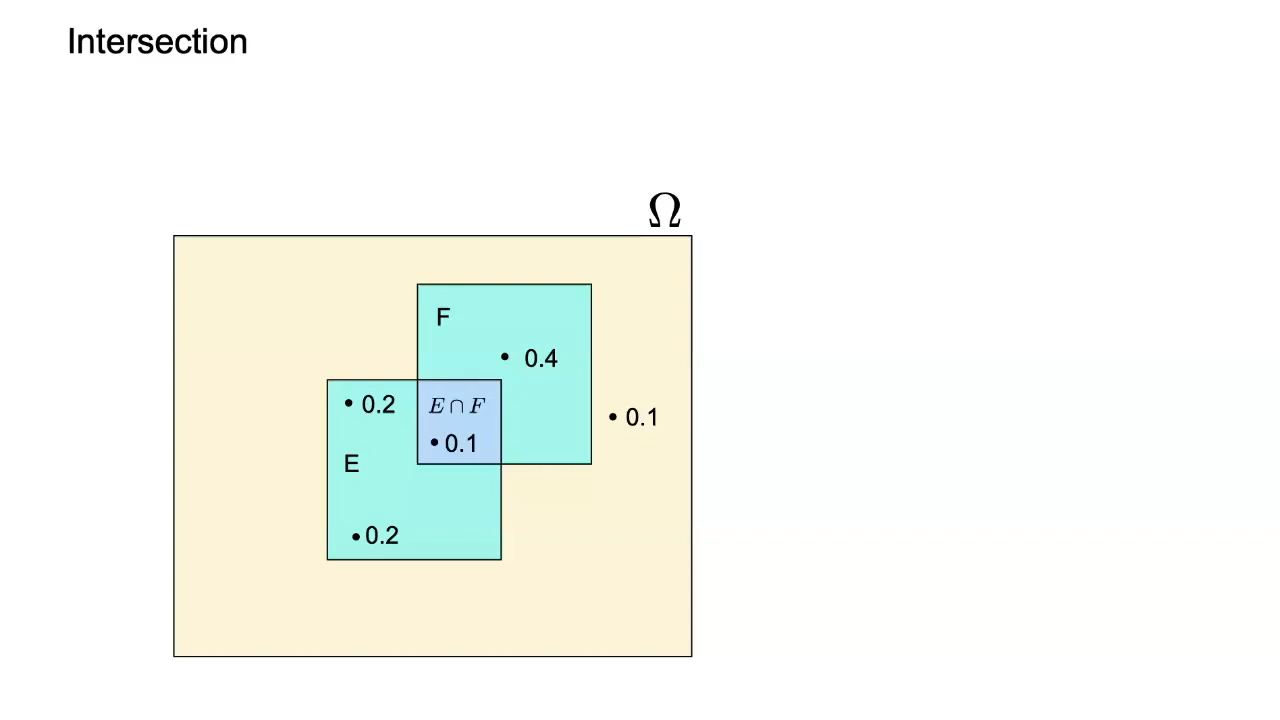 Intersection
Ω
F
0.4
0.2
E ∩ F
0.1
0.1
E
0.2